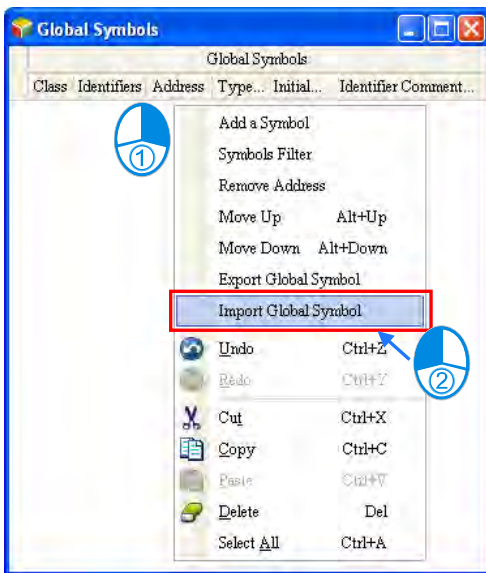 Global Symbols
Global Symbols
Class Identifiers Address Type... Initial... Identifier Comment...
Add a Symbol
①
Symbols Filter
Remove Address
Move Up Alt+Up
Move Down Alt+Down
Export Global Symbol
Import Global Symbol
Undo Ctrl+Z
②
Redo Ctrl+Y
Cut Ctrl+X
Copy Ctrl+C
Paste Ctrl+V
Delete Del
Select All Ctrl+A